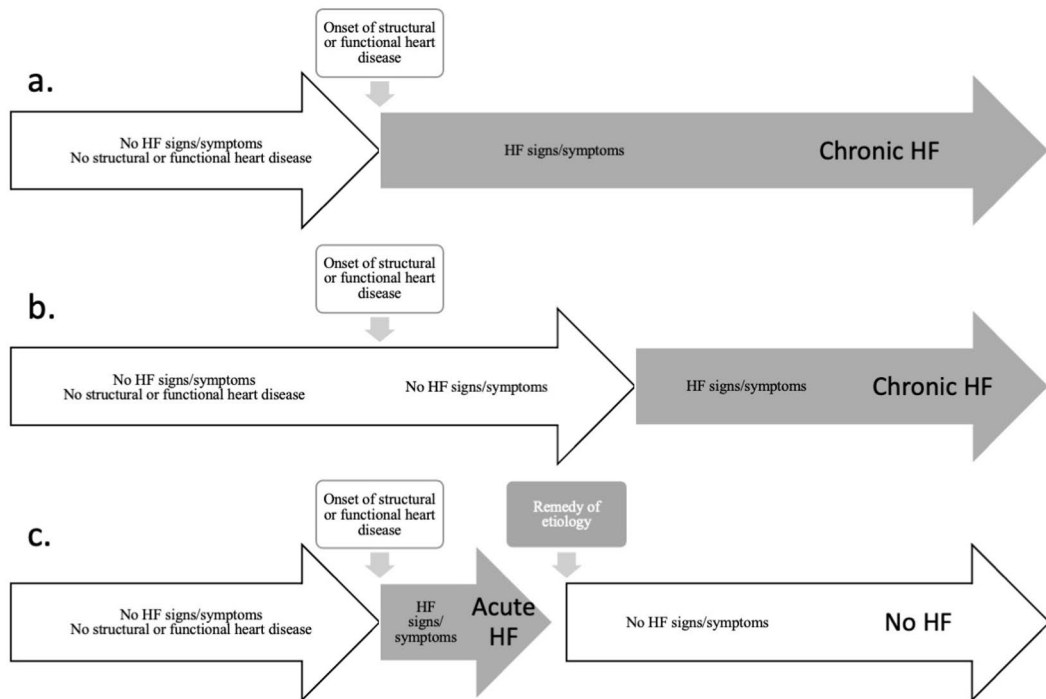 Onset of structural
or functional heart
disease
a.
No HF signs/symptoms
No structural or functional heart disease
HF signs/symptoms
Chronic HF
Onset of structural
or functional heart
disease
b.
No HF signs/symptoms
No structural or functional heart disease
No HF signs/symptoms
HF signs/symptoms
Chronic HF
Onset of structural
or functional heart
disease
Remedy of
etiology
c.
No HF signs/symptoms
No structural or functional heart disease
HF
signs/
symptoms
Acute
HF
No HF signs/symptoms
No HF